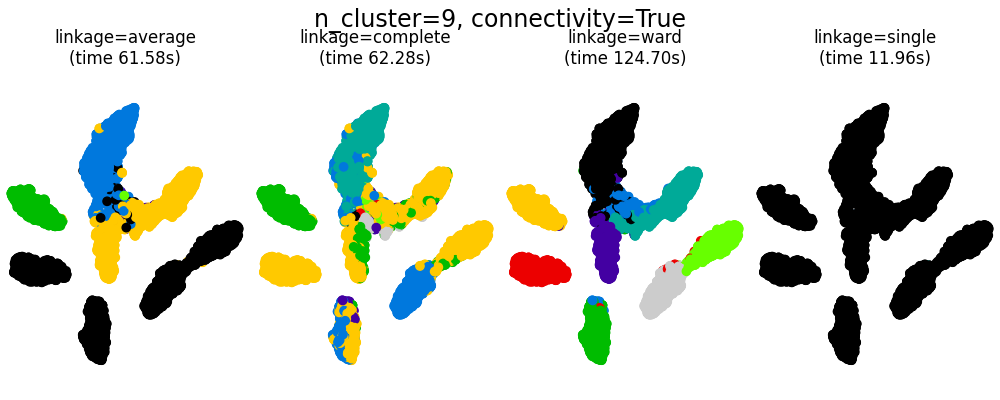 n_cluster=9, connectivity=True
linkage=average
(time 61.58s)
linkage=complete
(time 62.28s)
linkage=ward
(time 124.70s)
linkage=single
(time 11.96s)